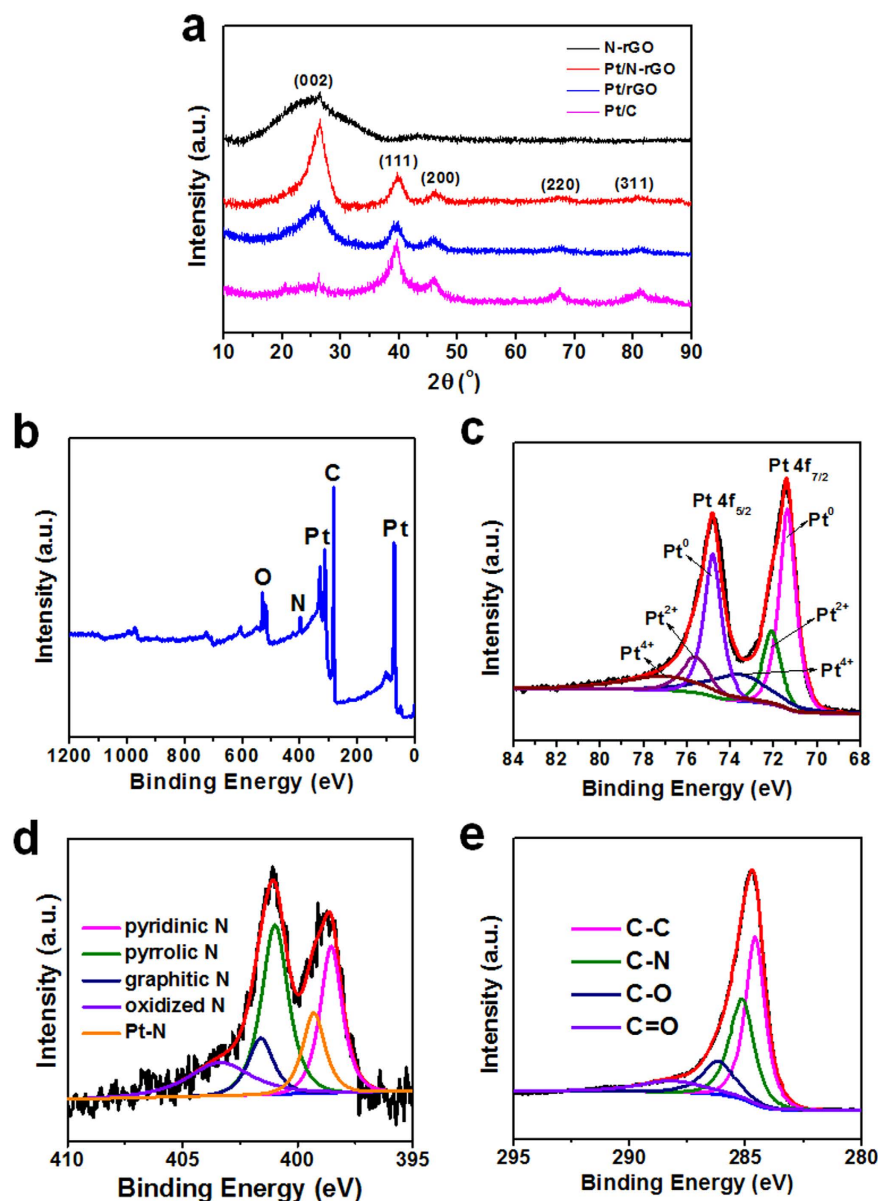 a
N-rGO
Pt/N-rGO
Pt/rGO
Pt/C
(002)
(111)
(200)
(220)
(311)
Intensity (a.u.)
10 20 30 40 50 60 70 80 90
2θ (°)
b
C
Pt
Pt
O
N
Intensity (a.u.)
1200 1000 800 600 400 200 0
Binding Energy (eV)
c
Pt 4f7/2
Pt 4f5/2
Pt0
Pt0
Pt2+
Pt2+
Pt4+
Pt4+
Intensity (a.u.)
84 82 80 78 76 74 72 70 68
Binding Energy (eV)
d
pyridinic N
pyrrolic N
graphitic N
oxidized N
Pt-N
Intensity (a.u.)
410 405 400 395
Binding Energy (eV)
e
C-C
C-N
C-O
C=O
Intensity (a.u.)
295 290 285 280
Binding Energy (eV)